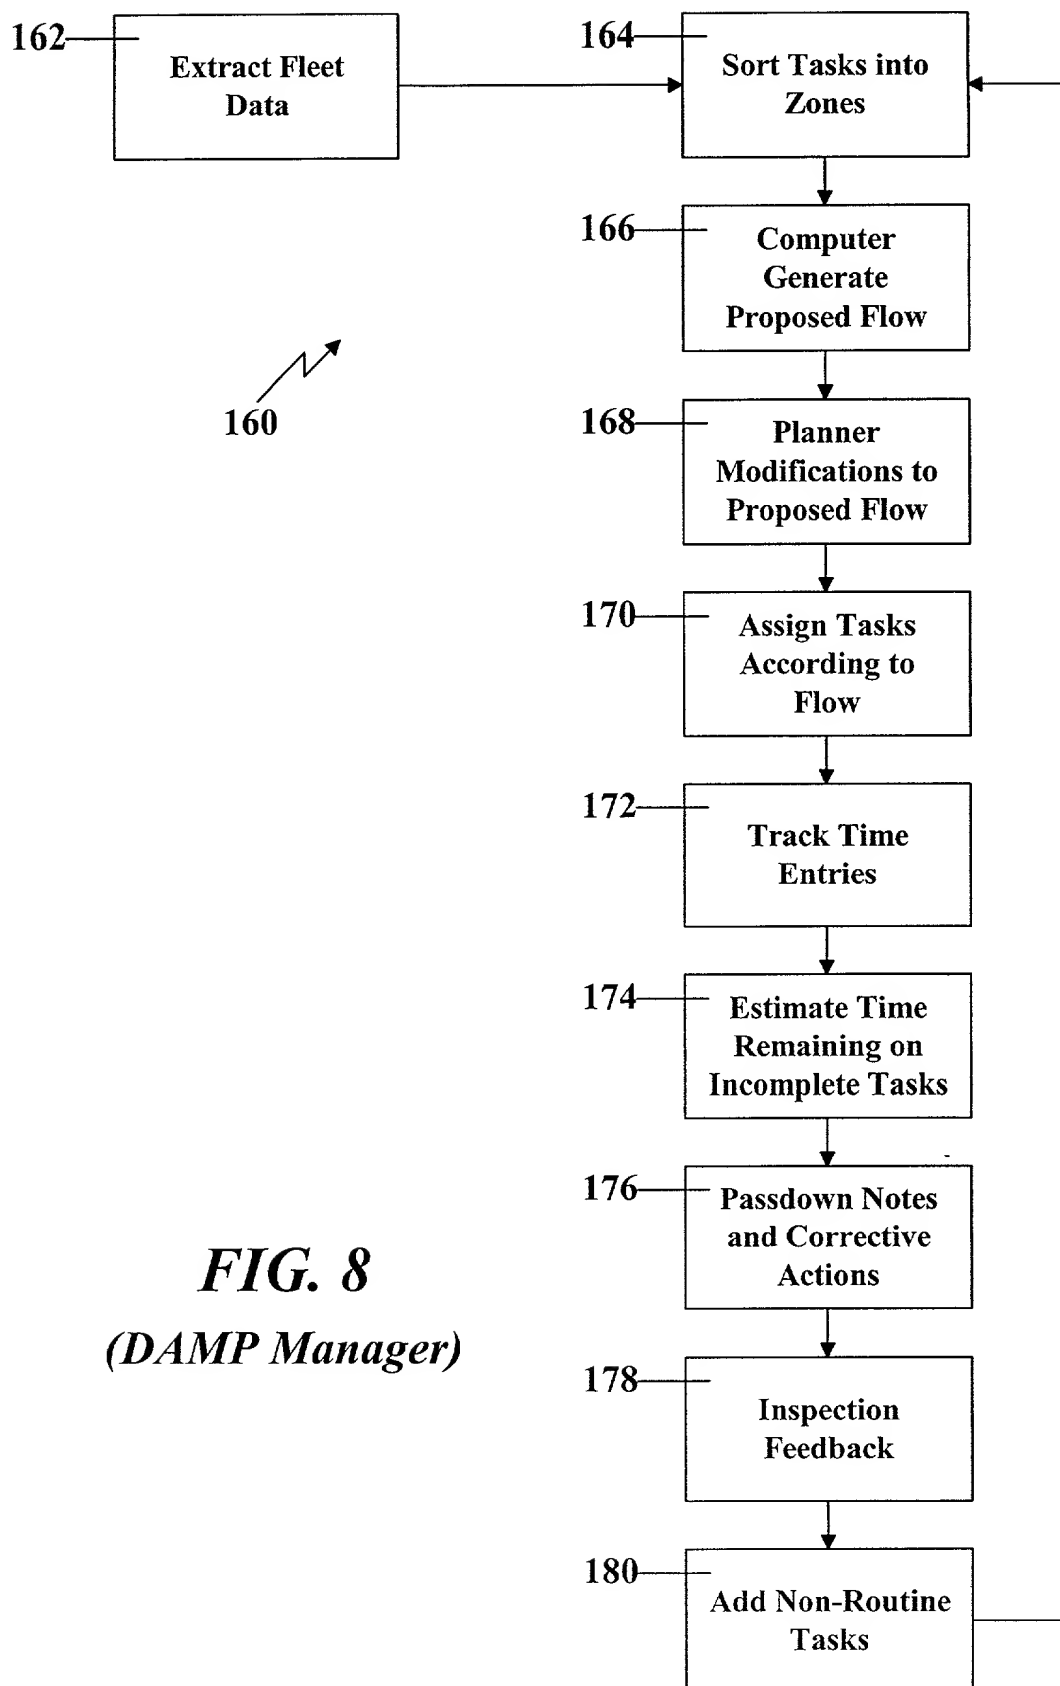 162
Extract Fleet
Data
164
Sort Tasks into
Zones
166
Computer
Generate
Proposed Flow
160
168
Planner
Modifications to
Proposed Flow
170
Assign Tasks
According to
Flow
172
Track Time
Entries
174
Estimate Time
Remaining on
Incomplete Tasks
176
Passdown Notes
and Corrective
Actions
FIG. 8
(DAMP Manager)
178
Inspection
Feedback
180
Add Non-Routine
Tasks